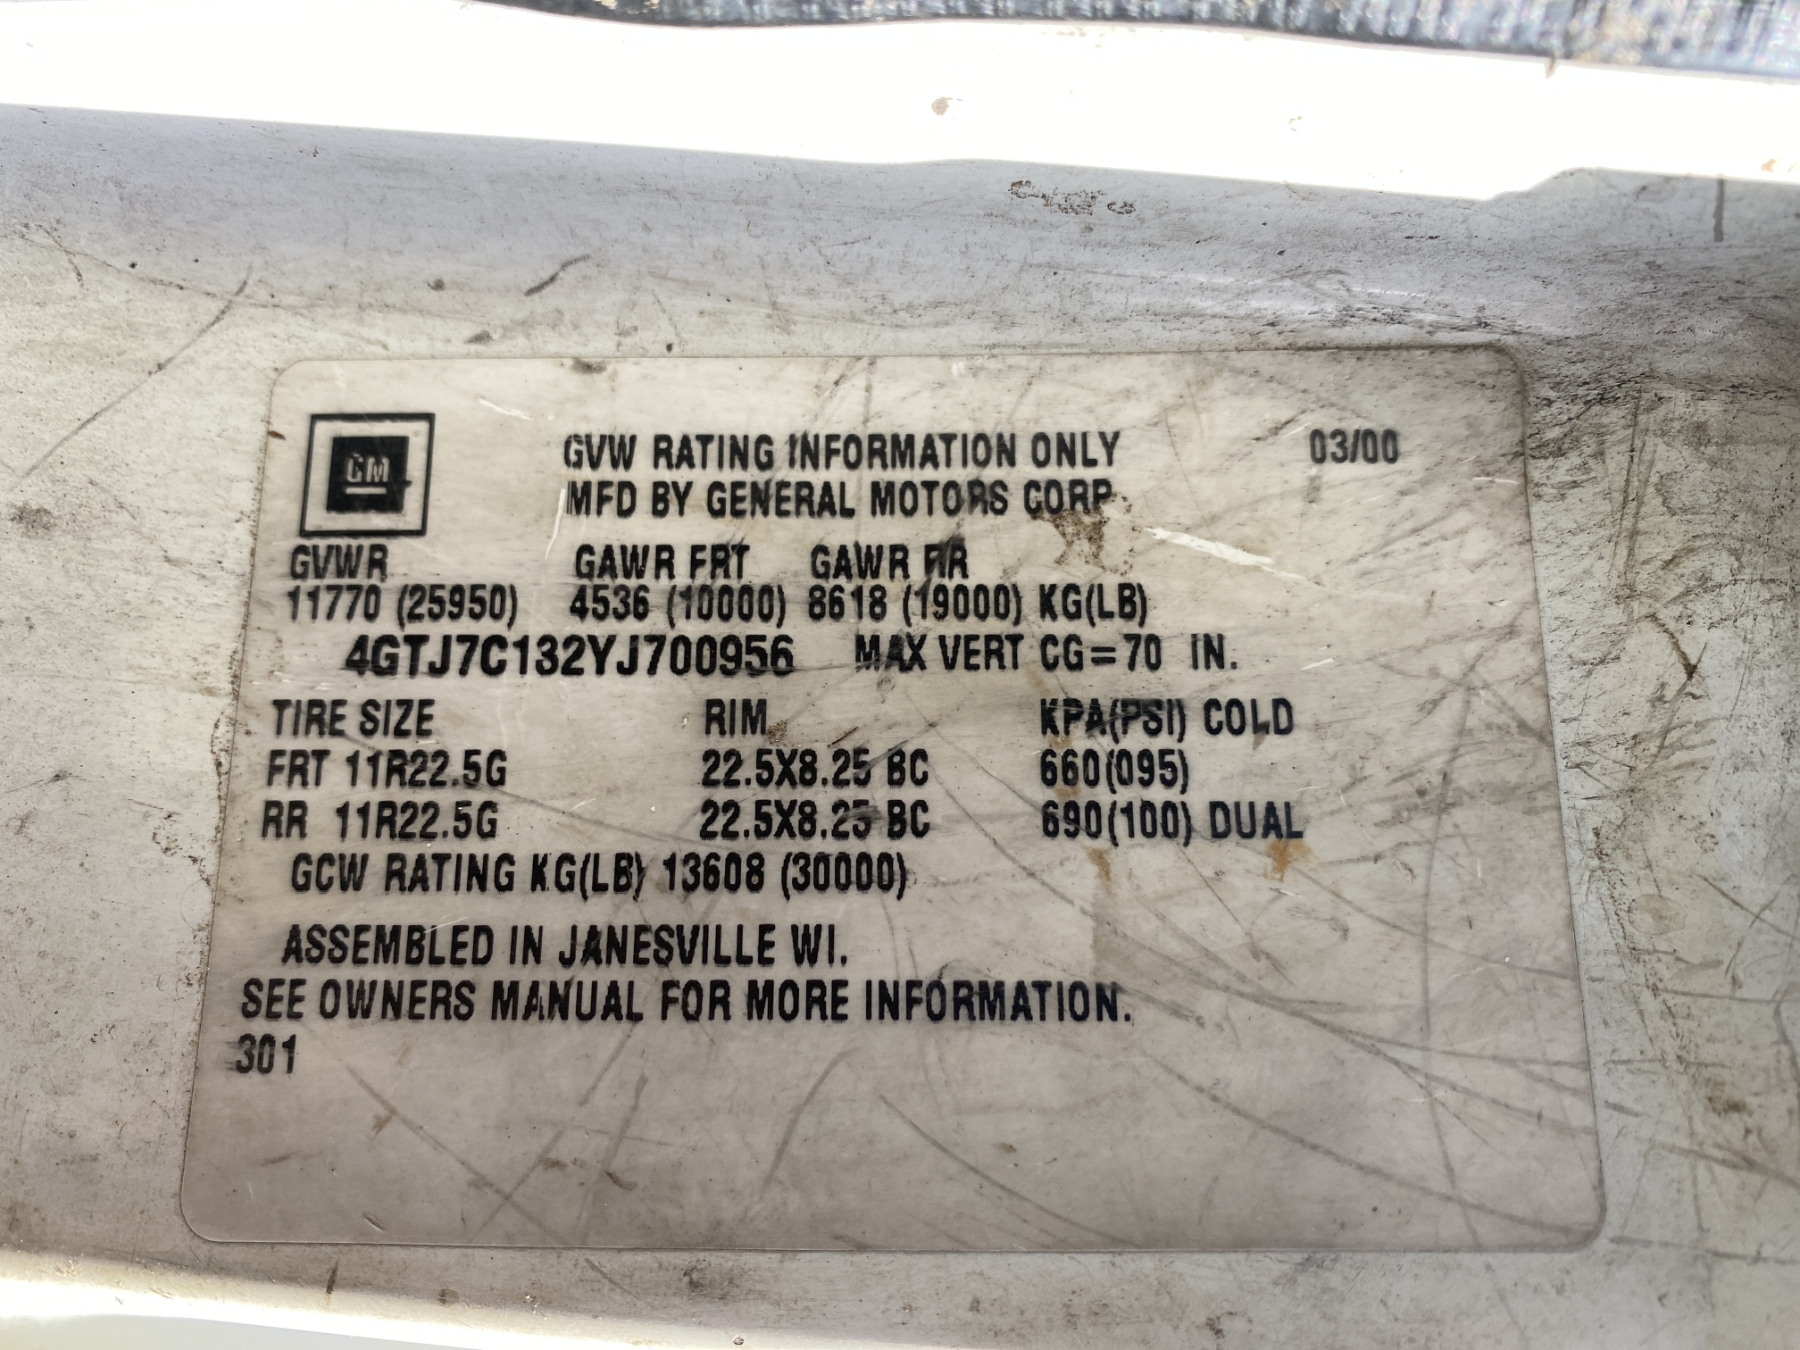 GM
GVW RATING INFORMATION ONLY 03/00
MFD BY GENERAL MOTORS CORP
GVWR GAWR FRT GAWR RR
11770 (25950) 4536 (10000) 8618 (19000) KG(LB)
4GTJ7C132YJ700956 MAX VERT CG=70 IN.
TIRE SIZE RIM KPA(PSI) COLD
FRT 11R22.5G 22.5X8.25 BC 660(095)
RR 11R22.5G 22.5X8.25 BC 690(100) DUAL
GCW RATING KG(LB) 13608 (30000)
ASSEMBLED IN JANESVILLE WI.
SEE OWNERS MANUAL FOR MORE INFORMATION.
301